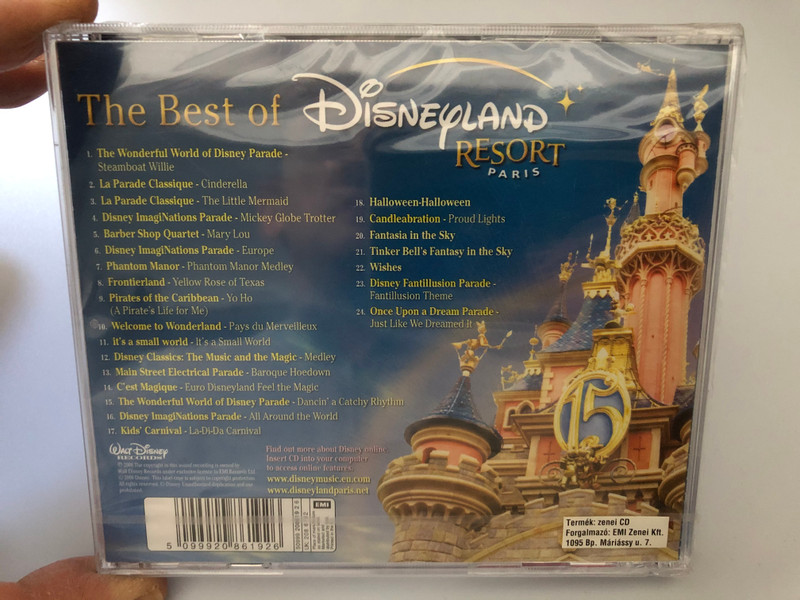 The Best of Disneyland
RESORT
PARIS
1. The Wonderful World of Disney Parade -
Steamboat Willie
2. La Parade Classique - Cinderella
3. La Parade Classique - The Little Mermaid
4. Disney ImagiNations Parade - Mickey Globe Trotter
5. Barber Shop Quartet - Mary Lou
6. Disney ImagiNations Parade - Europe
7. Phantom Manor - Phantom Manor Medley
8. Frontierland - Yellow Rose of Texas
9. Pirates of the Caribbean - Yo Ho
(A Pirate's Life for Me)
10. Welcome to Wonderland - Pays du Merveilleux
11. it's a small world - It's a Small World
12. Disney Classics: The Music and the Magic - Medley
13. Main Street Electrical Parade - Baroque Hoedown
14. C'est Magique - Euro Disneyland Feel the Magic
15. The Wonderful World of Disney Parade - Dancin' a Catchy Rhythm
16. Disney ImagiNations Parade - All Around the World
17. Kids' Carnival - La-Di-Da Carnival
18. Halloween-Halloween
19. Candleabration - Proud Lights
20. Fantasia in the Sky
21. Tinker Bell's Fantasy in the Sky
22. Wishes
23. Disney Fantillusion Parade -
Fantillusion Theme
24. Once Upon a Dream Parade -
Just Like We Dreamed It
15
Walt Disney
RECORDS
Find out more about Disney online
Insert CD into your computer
to access online features
www.disneymusic.eu.com
www.disneylandparis.net
EMI
5 099920 861926
Termék: zenei CD
Forgalmazó: EMI Zenei Kft.
1095 Bp. Máriássy u. 7.